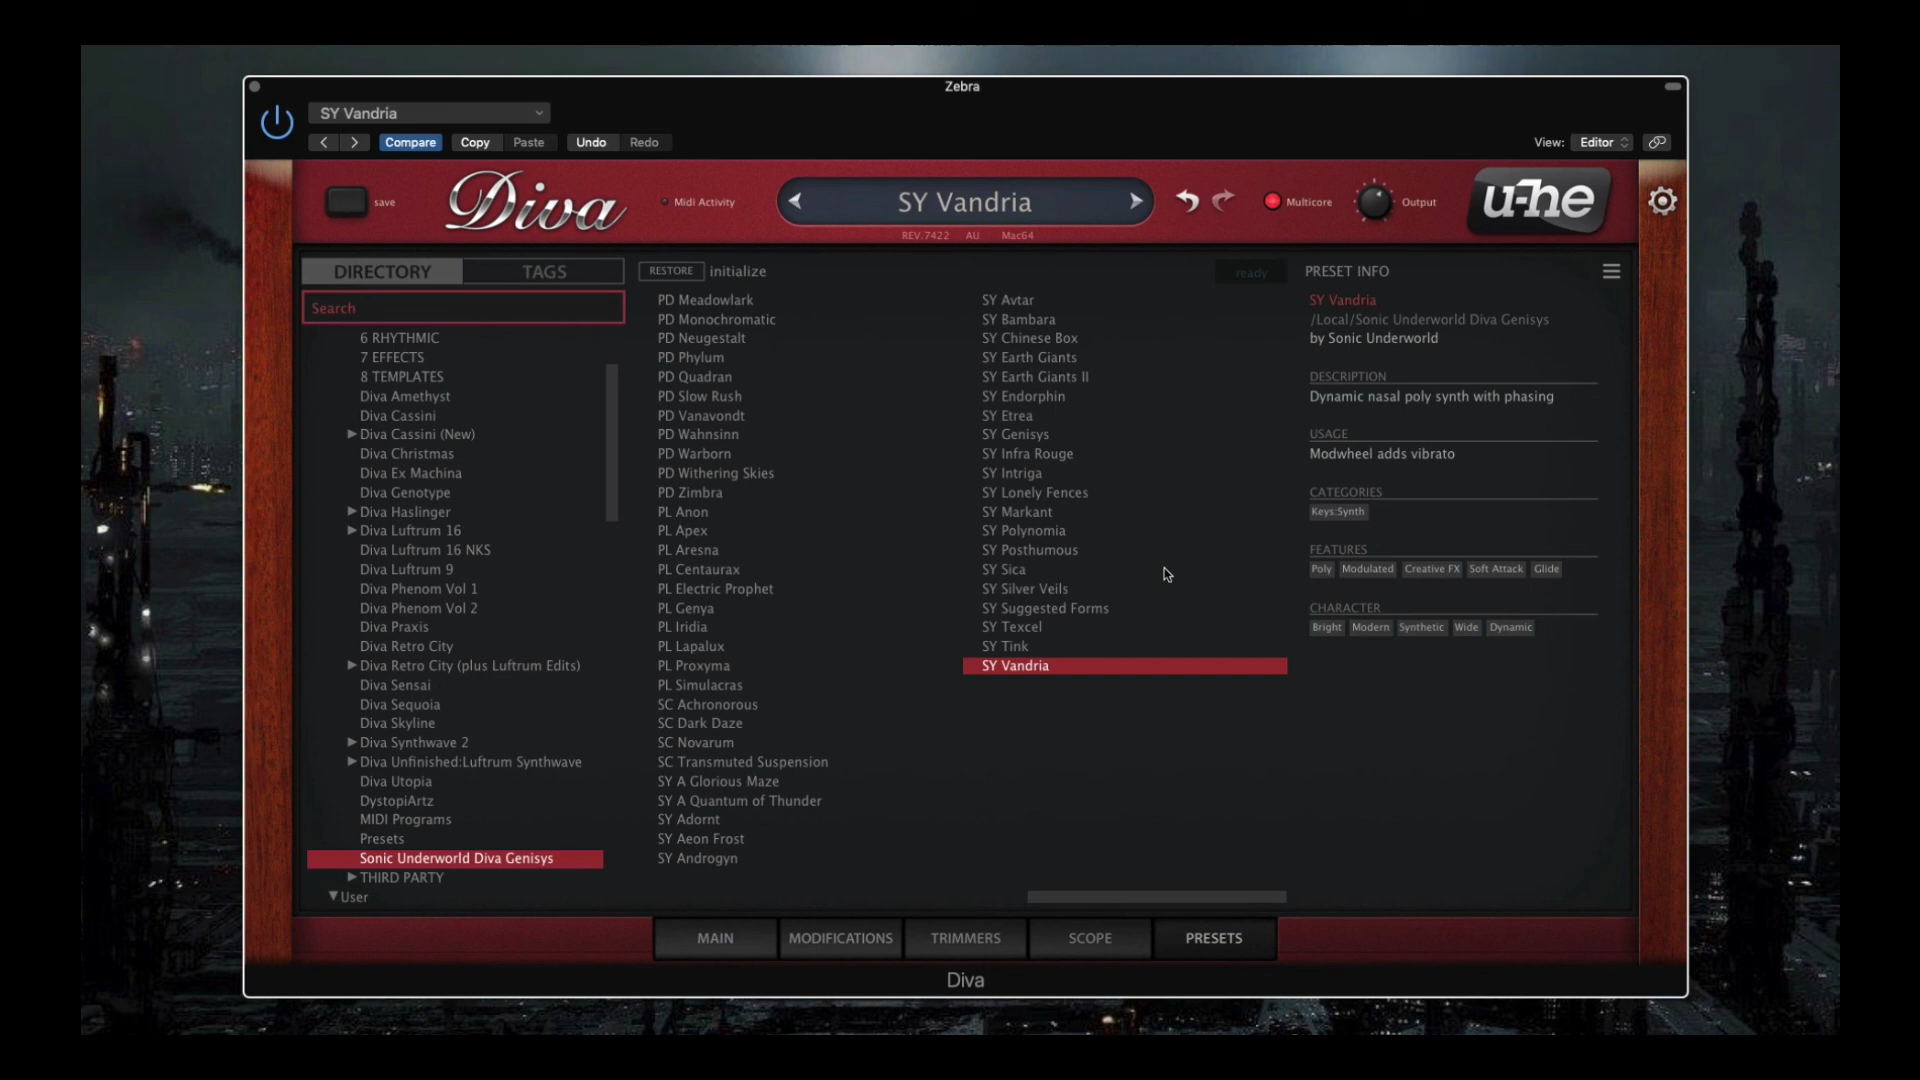 Zebra
SY Vandria
Compare Copy Paste Undo Redo
View: Editor
save
Diva
Midi Activity
SY Vandria
REV.7422 AU Mac64
Multicore
Output
u-he
DIRECTORY TAGS
Search
6 RHYTHMIC
7 EFFECTS
8 TEMPLATES
Diva Amethyst
Diva Cassini
Diva Cassini (New)
Diva Christmas
Diva Ex Machina
Diva Genotype
Diva Haslinger
Diva Luftrum 16
Diva Luftrum 16 NKS
Diva Luftrum 9
Diva Phenom Vol 1
Diva Phenom Vol 2
Diva Praxis
Diva Retro City
Diva Retro City (plus Luftrum Edits)
Diva Sensai
Diva Sequoia
Diva Skyline
Diva Synthwave 2
Diva Unfinished:Luftrum Synthwave
Diva Utopia
DystopiArtz
MIDI Programs
Presets
Sonic Underworld Diva Genisys
THIRD PARTY
User
RESTORE initialize
ready
PD Meadowlark
PD Monochromatic
PD Neugestalt
PD Phylum
PD Quadran
PD Slow Rush
PD Vanavondt
PD Wahnsinn
PD Warborn
PD Withering Skies
PD Zimbra
PL Anon
PL Apex
PL Aresna
PL Centaurax
PL Electric Prophet
PL Genya
PL Iridia
PL Lapalux
PL Proxyma
PL Simulacras
SC Achronorous
SC Dark Daze
SC Novarum
SC Transmuted Suspension
SY A Glorious Maze
SY A Quantum of Thunder
SY Adornt
SY Aeon Frost
SY Androgyn
SY Avtar
SY Bambara
SY Chinese Box
SY Earth Giants
SY Earth Giants II
SY Endorphin
SY Etrea
SY Genisys
SY Infra Rouge
SY Intriga
SY Lonely Fences
SY Markant
SY Polynomia
SY Posthumous
SY Sica
SY Silver Veils
SY Suggested Forms
SY Texcel
SY Tink
SY Vandria
PRESET INFO
SY Vandria
/Local/Sonic Underworld Diva Genisys
by Sonic Underworld
DESCRIPTION
Dynamic nasal poly synth with phasing
USAGE
Modwheel adds vibrato
CATEGORIES
Keys:Synth
FEATURES
Poly Modulated Creative FX Soft Attack Glide
CHARACTER
Bright Modern Synthetic Wide Dynamic
MAIN MODIFICATIONS TRIMMERS SCOPE PRESETS
Diva